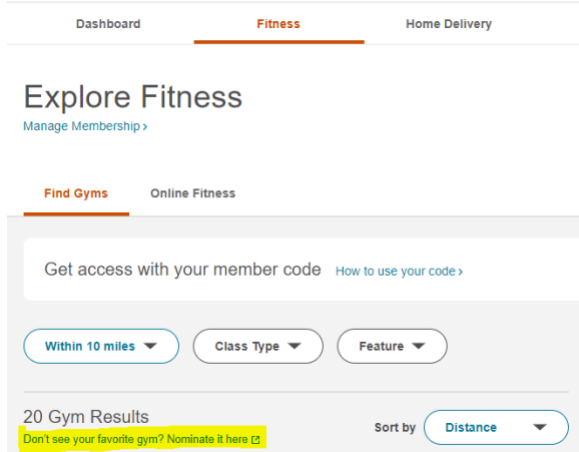 Dashboard Fitness Home Delivery
Explore Fitness
Manage Membership ›
Find Gyms Online Fitness
Get access with your member code How to use your code ›
Within 10 miles Class Type Feature
20 Gym Results
Don't see your favorite gym? Nominate it here
Sort by Distance